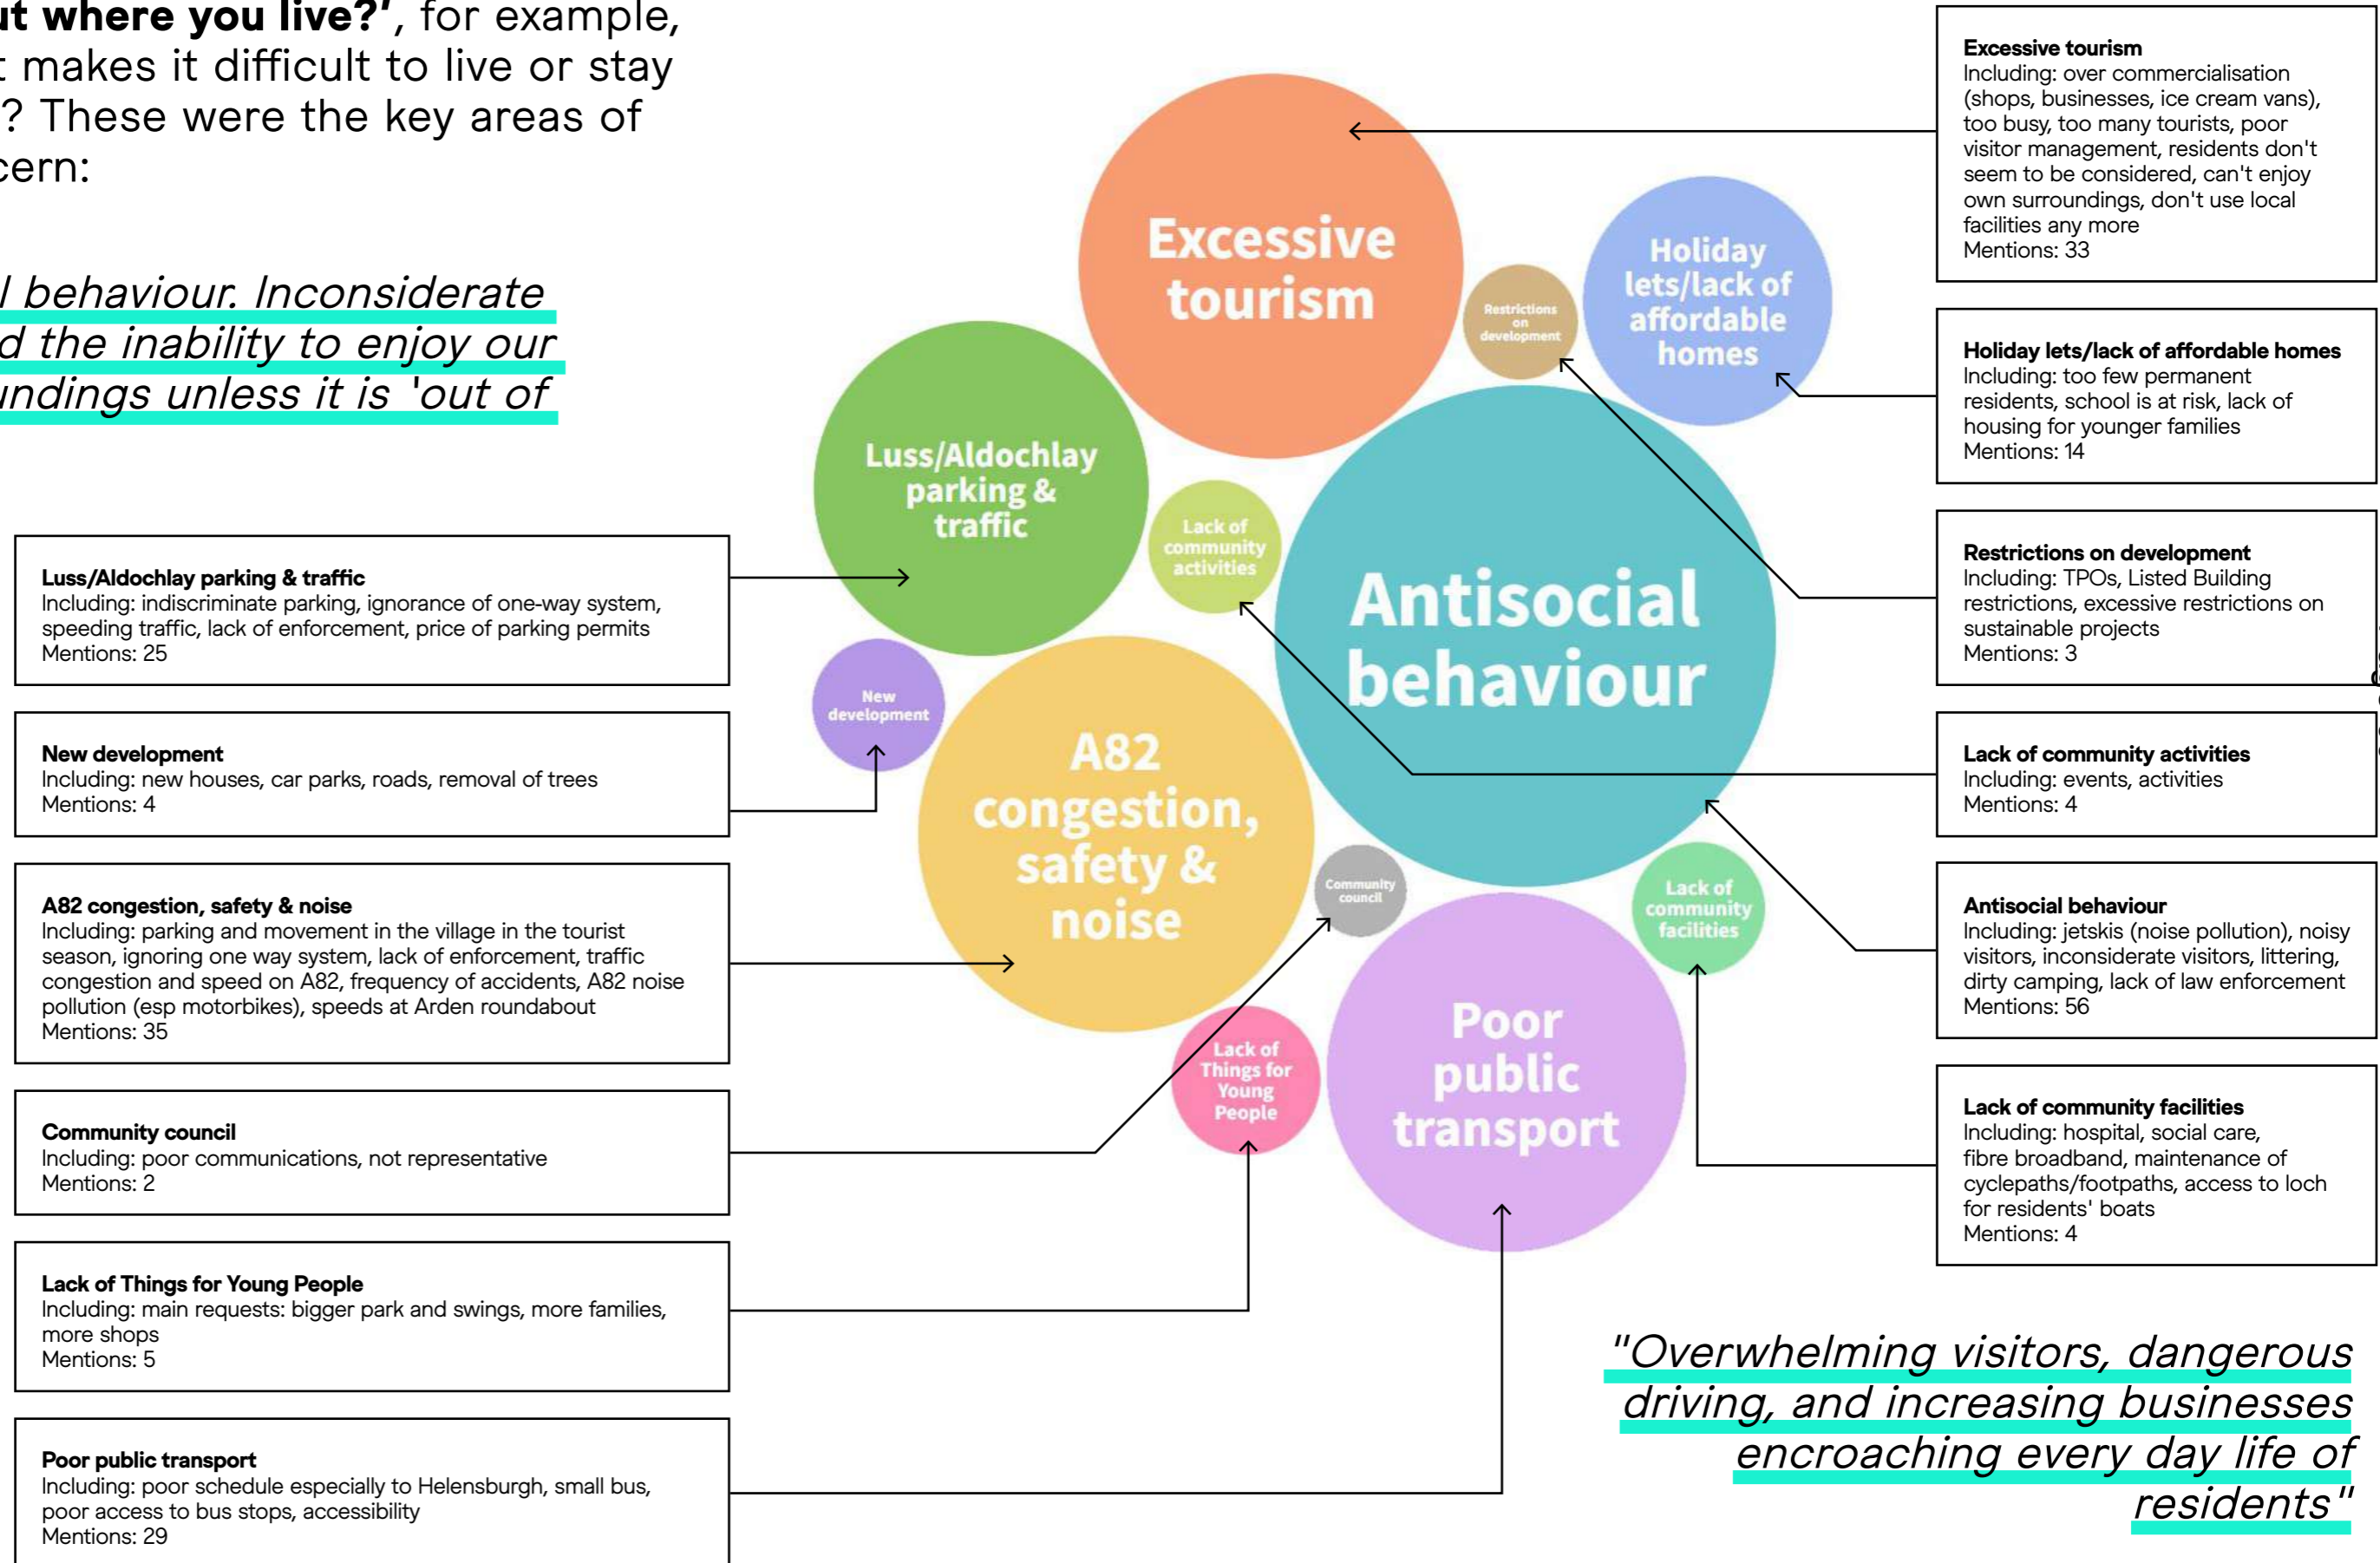 ut where you live?', for example,
t makes it difficult to live or stay
? These were the key areas of
cern:
l behaviour. Inconsiderate
d the inability to enjoy our
undings unless it is 'out of
Luss/Aldochlay parking & traffic
Including: indiscriminate parking, ignorance of one-way system,
speeding traffic, lack of enforcement, price of parking permits
Mentions: 25
New development
Including: new houses, car parks, roads, removal of trees
Mentions: 4
A82 congestion, safety & noise
Including: parking and movement in the village in the tourist
season, ignoring one way system, lack of enforcement, traffic
congestion and speed on A82, frequency of accidents, A82 noise
pollution (esp motorbikes), speeds at Arden roundabout
Mentions: 35
Community council
Including: poor communications, not representative
Mentions: 2
Lack of Things for Young People
Including: main requests: bigger park and swings, more families,
more shops
Mentions: 5
Poor public transport
Including: poor schedule especially to Helensburgh, small bus,
poor access to bus stops, accessibility
Mentions: 29
Excessive
tourism
Holiday
lets/lack of
affordable
homes
Restrictions
on
development
Luss/Aldochlay
parking &
traffic
Lack of
community
activities
Antisocial
behaviour
New
development
A82
congestion,
safety &
noise
Community
council
Lack of
community
facilities
Lack of
Things for
Young
People
Poor
public
transport
Excessive tourism
Including: over commercialisation
(shops, businesses, ice cream vans),
too busy, too many tourists, poor
visitor management, residents don't
seem to be considered, can't enjoy
own surroundings, don't use local
facilities any more
Mentions: 33
Holiday lets/lack of affordable homes
Including: too few permanent
residents, school is at risk, lack of
housing for younger families
Mentions: 14
Restrictions on development
Including: TPOs, Listed Building
restrictions, excessive restrictions on
sustainable projects
Mentions: 3
Lack of community activities
Including: events, activities
Mentions: 4
Antisocial behaviour
Including: jetskis (noise pollution), noisy
visitors, inconsiderate visitors, littering,
dirty camping, lack of law enforcement
Mentions: 56
Lack of community facilities
Including: hospital, social care,
fibre broadband, maintenance of
cyclepaths/footpaths, access to loch
for residents' boats
Mentions: 4
"Overwhelming visitors, dangerous
driving, and increasing businesses
encroaching every day life of
residents"